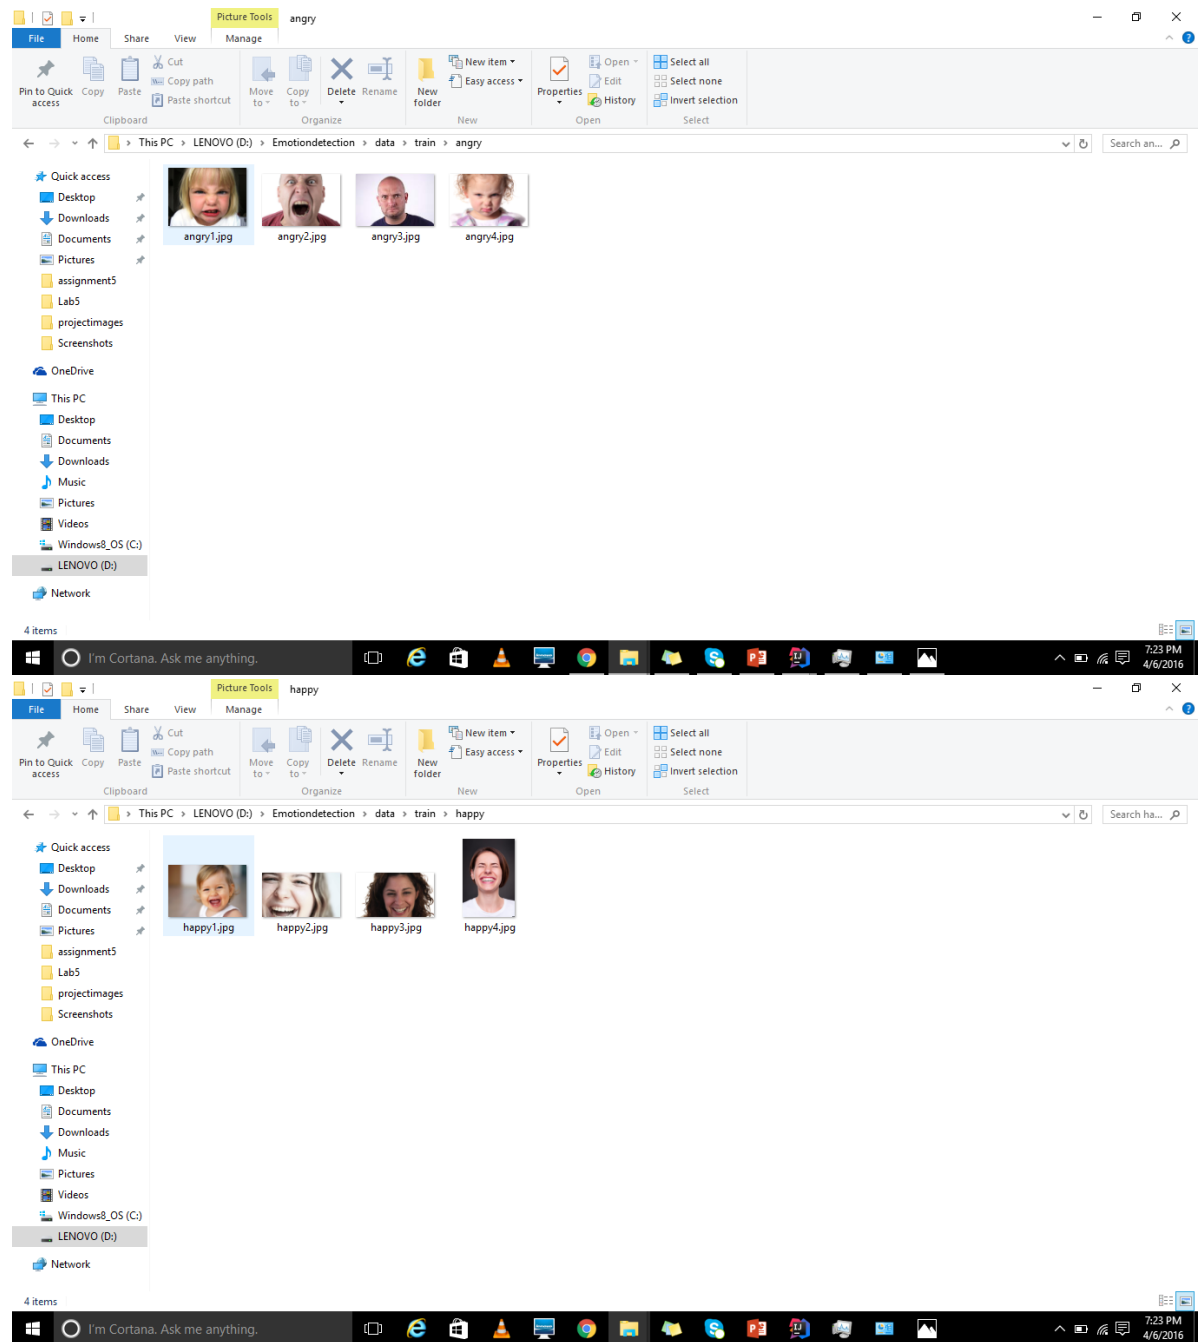 Picture Tools angry
File Home Share View Manage
Pin to Quick access
Copy
Paste
Cut
Copy path
Paste shortcut
Move to
Copy to
Delete
Rename
New folder
New item
Easy access
Properties
Open
Edit
History
Select all
Select none
Invert selection
Clipboard Organize New Open Select
This PC > LENOVO (D:) > Emotiondetection > data > train > angry
Search an...
Quick access
Desktop
Downloads
Documents
Pictures
assignment5
Lab5
projectimages
Screenshots
OneDrive
This PC
Desktop
Documents
Downloads
Music
Pictures
Videos
Windows8_OS (C:)
LENOVO (D:)
Network
angry1.jpg angry2.jpg angry3.jpg angry4.jpg
4 items
I'm Cortana. Ask me anything.
7:23 PM
4/6/2016
Picture Tools happy
File Home Share View Manage
Pin to Quick access
Copy
Paste
Cut
Copy path
Paste shortcut
Move to
Copy to
Delete
Rename
New folder
New item
Easy access
Properties
Open
Edit
History
Select all
Select none
Invert selection
Clipboard Organize New Open Select
This PC > LENOVO (D:) > Emotiondetection > data > train > happy
Search ha...
Quick access
Desktop
Downloads
Documents
Pictures
assignment5
Lab5
projectimages
Screenshots
OneDrive
This PC
Desktop
Documents
Downloads
Music
Pictures
Videos
Windows8_OS (C:)
LENOVO (D:)
Network
happy1.jpg happy2.jpg happy3.jpg happy4.jpg
4 items
I'm Cortana. Ask me anything.
7:23 PM
4/6/2016